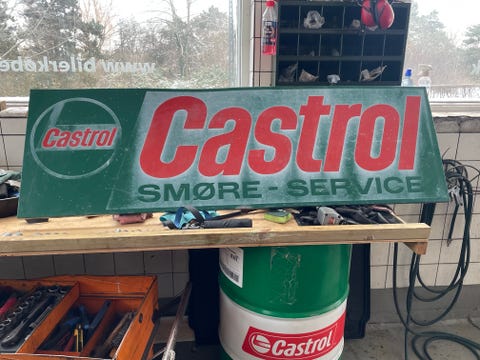 www.bilerkobe
Castrol
Castrol
SMØRE - SERVICE
Castrol